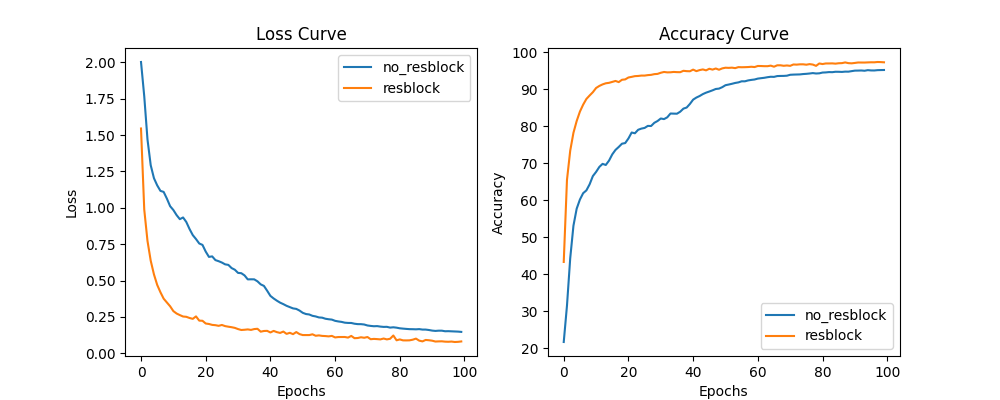 Loss Curve
2.00
1.75
1.50
1.25
1.00
0.75
0.50
0.25
0.00
Loss
0 20 40 60 80 100
Epochs
no_resblock
resblock
Accuracy Curve
100
90
80
70
60
50
40
30
20
Accuracy
0 20 40 60 80 100
Epochs
no_resblock
resblock